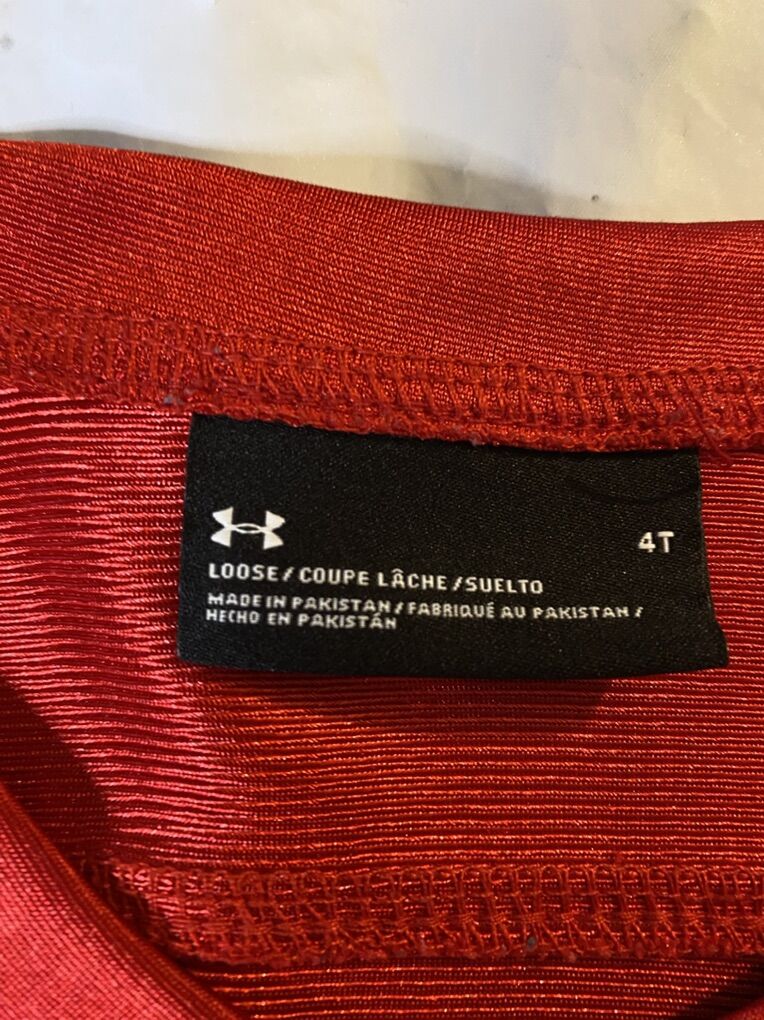 4T
LOOSE / COUPE LÂCHE / SUELTO
MADE IN PAKISTAN / FABRIQUÉ AU PAKISTAN /
HECHO EN PAKISTÁN